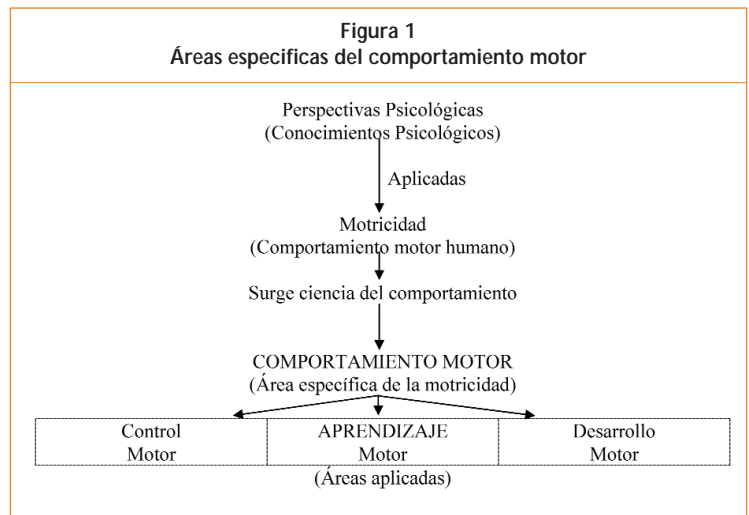 Figura 1
Áreas especificas del comportamiento motor
Perspectivas Psicológicas
(Conocimientos Psicológicos)
Aplicadas
Motricidad
(Comportamiento motor humano)
Surge ciencia del comportamiento
COMPORTAMIENTO MOTOR
(Área específica de la motricidad)
Control
Motor
APRENDIZAJE
Motor
Desarrollo
Motor
(Áreas aplicadas)